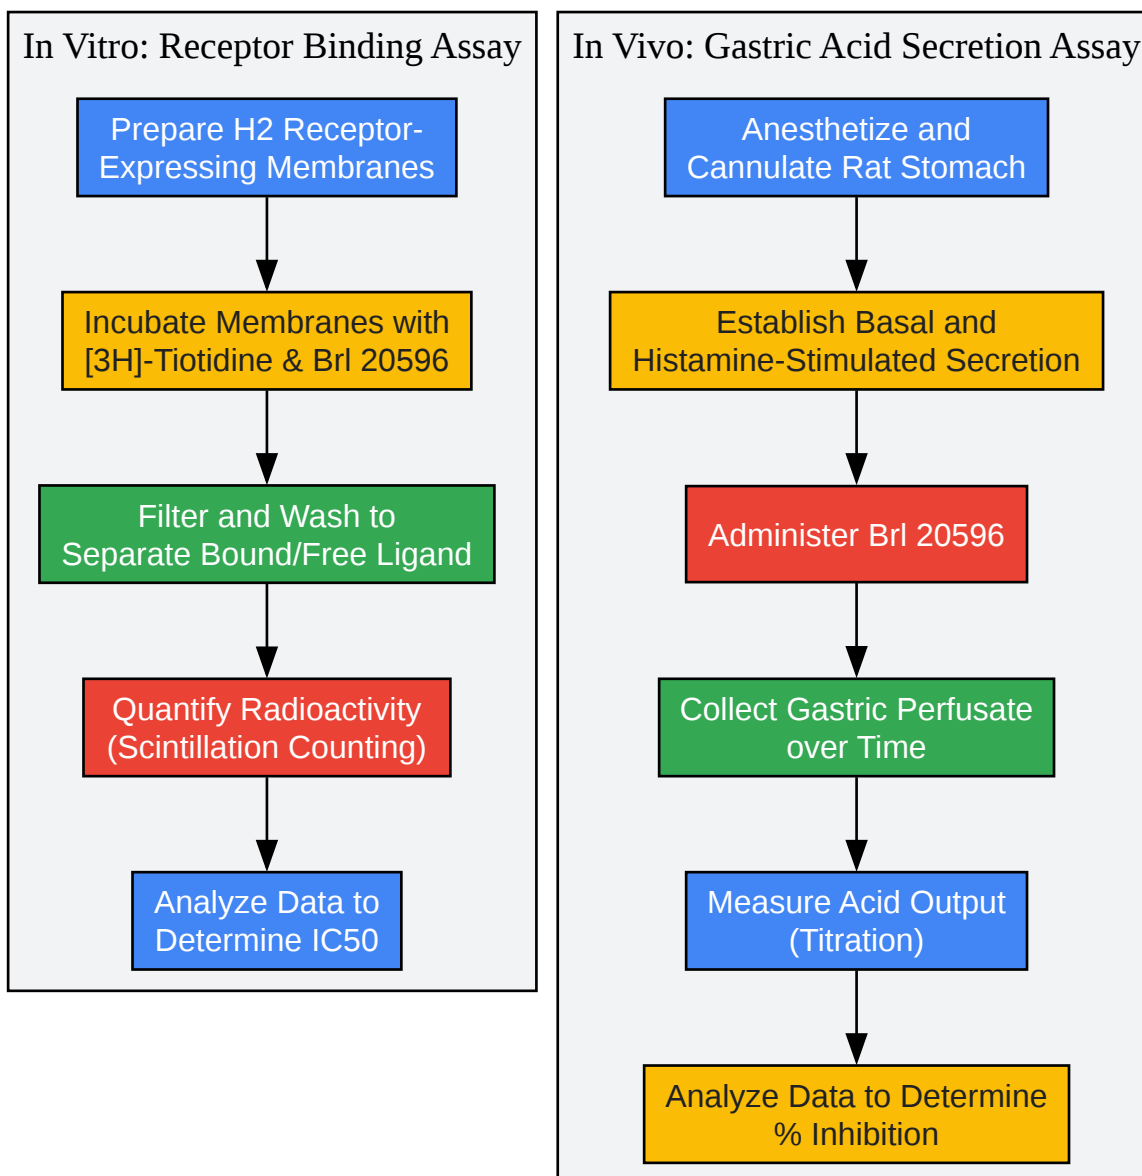 In Vitro: Receptor Binding Assay
Prepare H2 Receptor-
Expressing Membranes
Incubate Membranes with
[3H]-Tiotidine & Brl 20596
Filter and Wash to
Separate Bound/Free Ligand
Quantify Radioactivity
(Scintillation Counting)
Analyze Data to
Determine IC50
In Vivo: Gastric Acid Secretion Assay
Anesthetize and
Cannulate Rat Stomach
Establish Basal and
Histamine-Stimulated Secretion
Administer Brl 20596
Collect Gastric Perfusate
over Time
Measure Acid Output
(Titration)
Analyze Data to Determine
% Inhibition